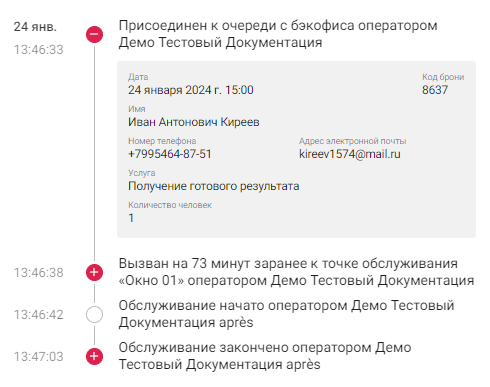 24 янв.
13:46:33
Присоединен к очереди с бэкофиса оператором
Демо Тестовый Документация
Дата
Код брони
24 января 2024 г. 15:00
8637
Имя
Иван Антонович Киреев
Номер телефона
Адрес электронной почты
+7995464-87-51
kireev1574@mail.ru
Услуга
Получение готового результата
Количество человек
1
13:46:38
Вызван на 73 минут заранее к точке обслуживания
«Окно 01» оператором Демо Тестовый Документация
13:46:42
Обслуживание начато оператором Демо Тестовый
Документация après
13:47:03
Обслуживание закончено оператором Демо
Тестовый Документация après